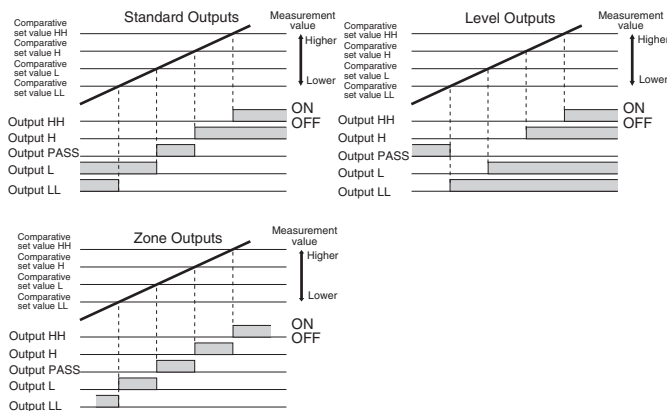 Standard Outputs
Comparative
set value HH
Comparative
set value H
Comparative
set value L
Comparative
set value LL
Measurement
value
Higher
Lower
ON
OFF
Output HH
Output H
Output PASS
Output L
Output LL
Level Outputs
Comparative
set value HH
Comparative
set value H
Comparative
set value L
Comparative
set value LL
Measurement
value
Higher
Lower
ON
OFF
Output HH
Output H
Output PASS
Output L
Output LL
Zone Outputs
Comparative
set value HH
Comparative
set value H
Comparative
set value L
Comparative
set value LL
Measurement
value
Higher
Lower
ON
OFF
Output HH
Output H
Output PASS
Output L
Output LL